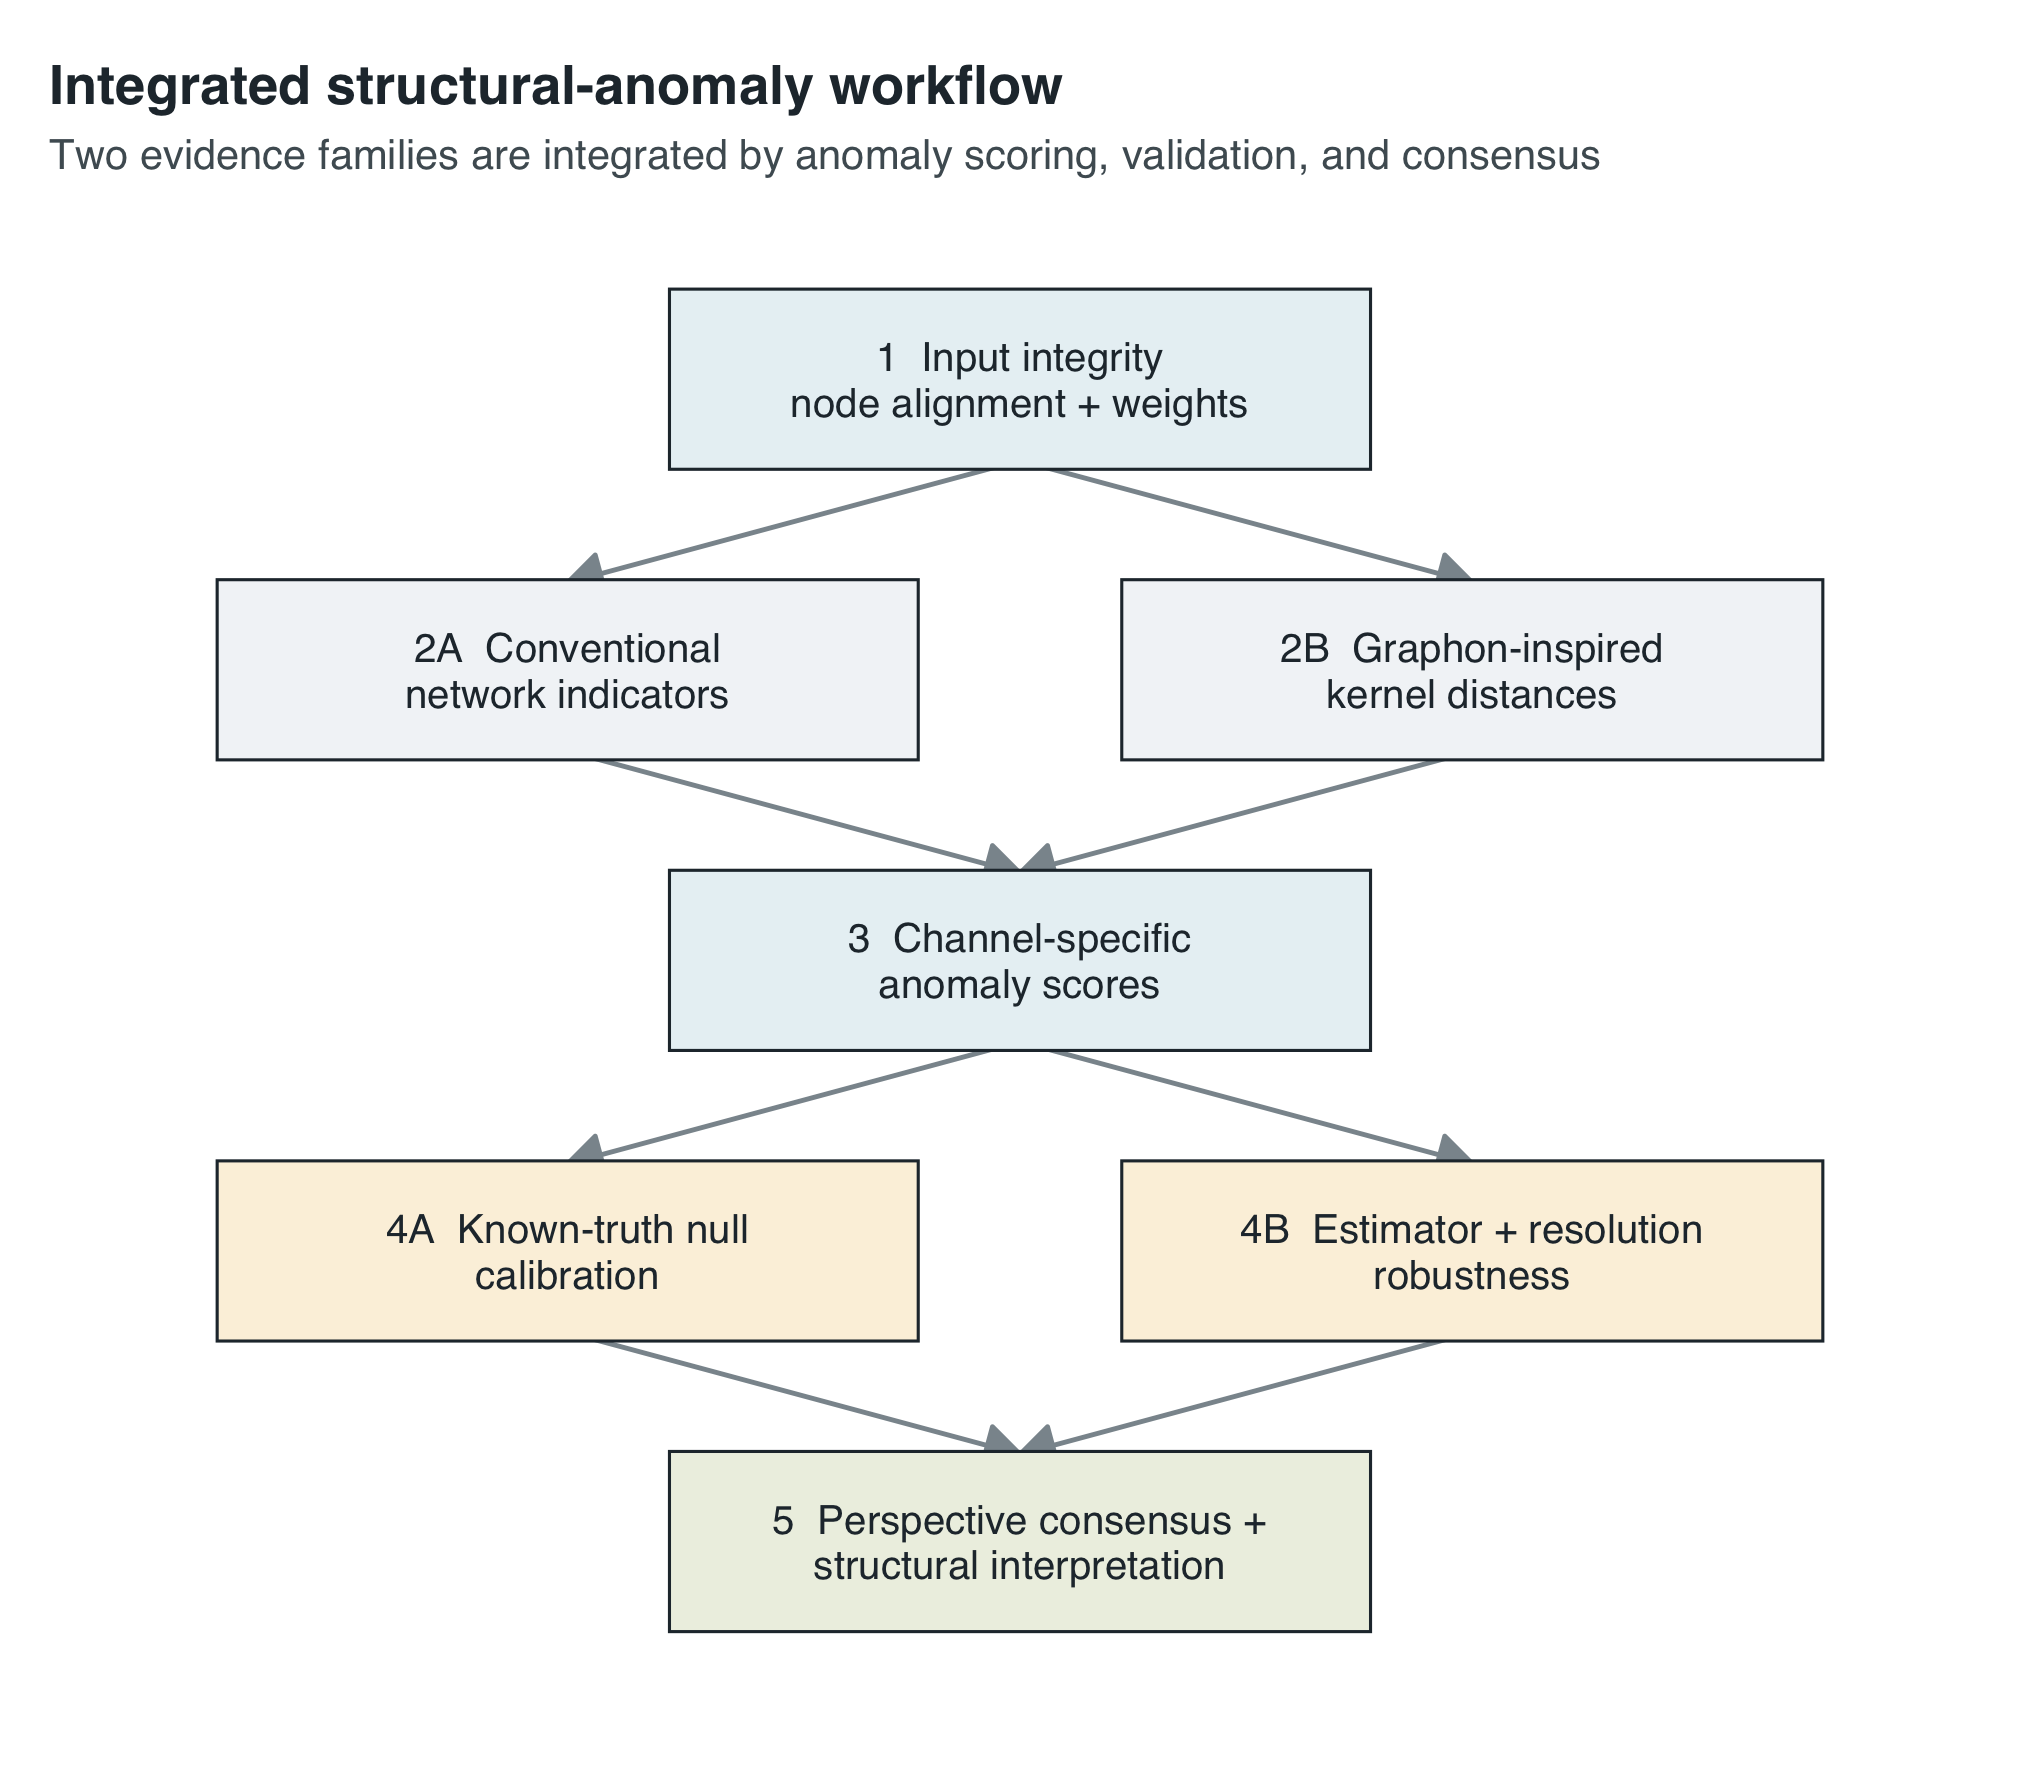 Integrated structural-anomaly workflow
Two evidence families are integrated by anomaly scoring, validation, and consensus
1 Input integrity
node alignment + weights
2A Conventional
network indicators
2B Graphon-inspired
kernel distances
3 Channel-specific
anomaly scores
4A Known-truth null
calibration
4B Estimator + resolution
robustness
5 Perspective consensus +
structural interpretation